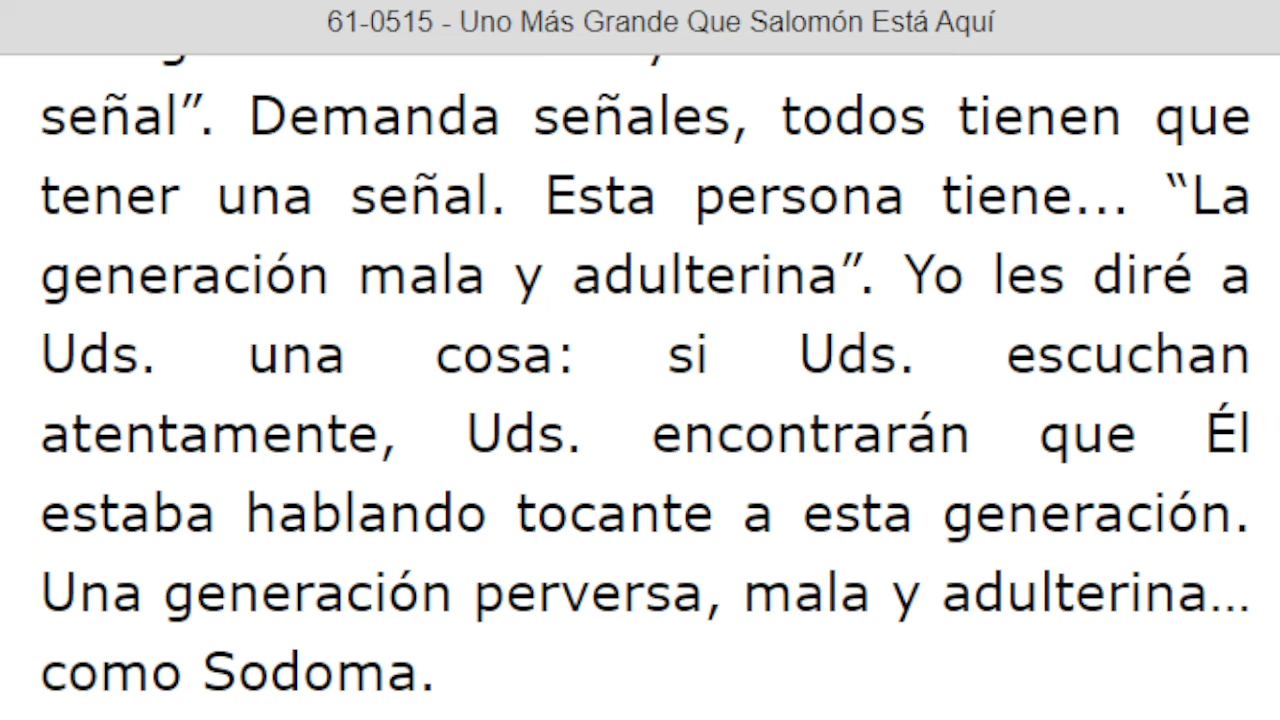 61-0515 - Uno Más Grande Que Salomón Está Aquí
señal”. Demanda señales, todos tienen que
tener una señal. Esta persona tiene... “La
generación mala y adulterina”. Yo les diré a
Uds. una cosa: si Uds. escuchan
atentamente, Uds. encontrarán que Él
estaba hablando tocante a esta generación.
Una generación perversa, mala y adulterina...
como Sodoma.